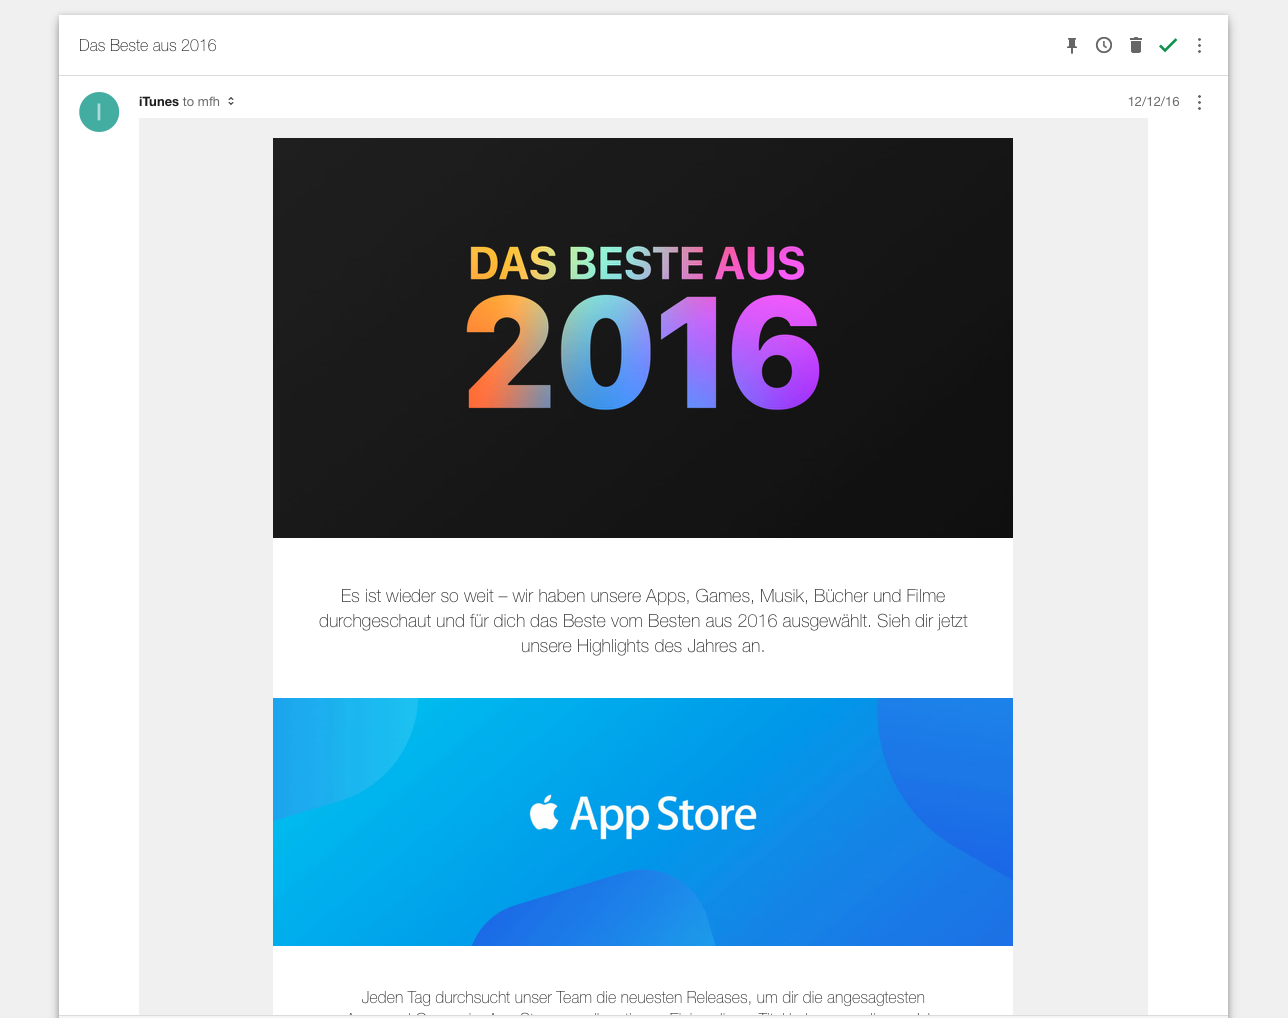 Das Beste aus 2016
I
iTunes to mfh
12/12/16
DAS BESTE AUS
2016
Es ist wieder so weit – wir haben unsere Apps, Games, Musik, Bücher und Filme
durchgeschaut und für dich das Beste vom Besten aus 2016 ausgewählt. Sieh dir jetzt
unsere Highlights des Jahres an.
App Store
Jeden Tag durchsucht unser Team die neuesten Releases, um dir die angesagtesten